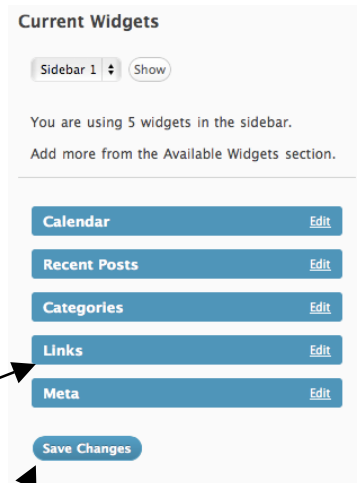 Current Widgets
Sidebar 1 Show
You are using 5 widgets in the sidebar.
Add more from the Available Widgets section.
Calendar Edit
Recent Posts Edit
Categories Edit
Links Edit
Meta Edit
Save Changes